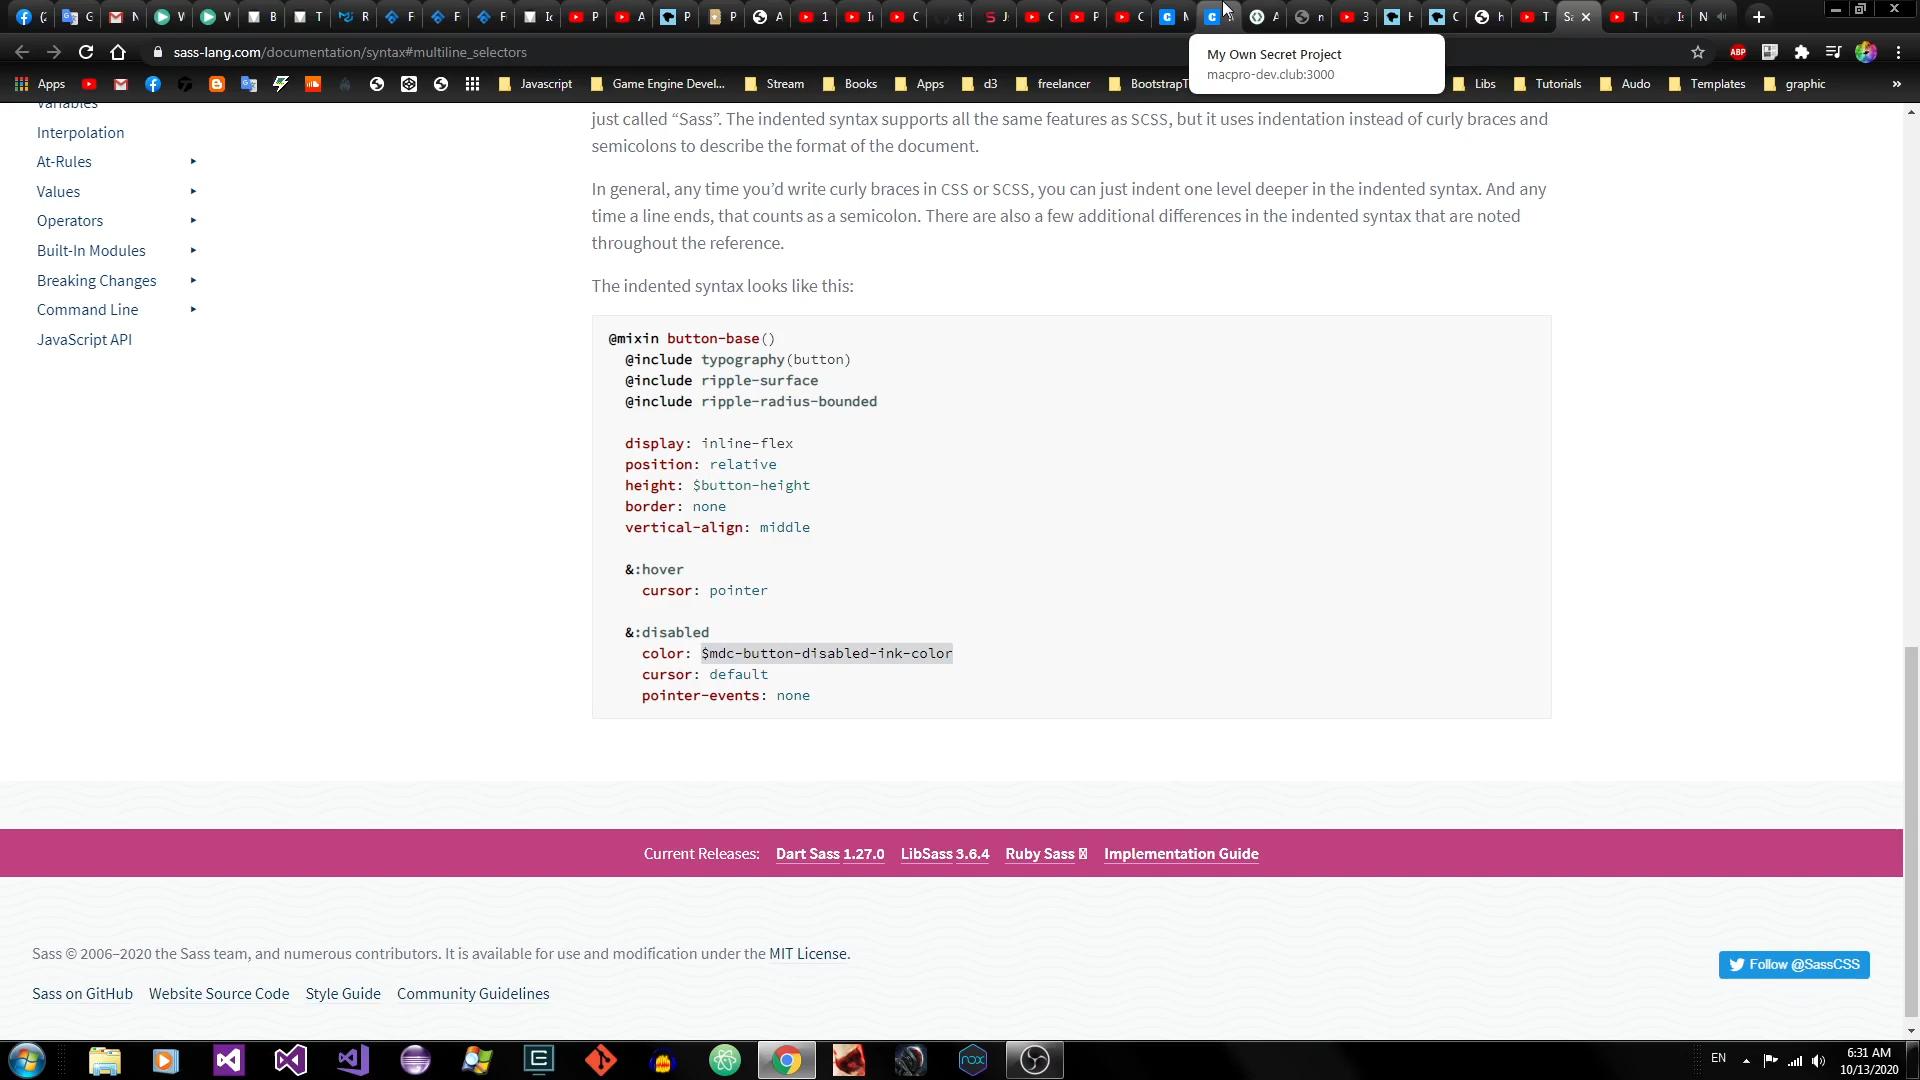 sass-lang.com/documentation/syntax#multiline_selectors
My Own Secret Project
macpro-dev.club:3000
Apps
Javascript
Game Engine Devel...
Stream
Books
Apps
d3
freelancer
BootstrapT
Libs
Tutorials
Audo
Templates
graphic
»
Variables
Interpolation
At-Rules
Values
Operators
Built-In Modules
Breaking Changes
Command Line
JavaScript API
just called “Sass”. The indented syntax supports all the same features as SCSS, but it uses indentation instead of curly braces and
semicolons to describe the format of the document.
In general, any time you’d write curly braces in CSS or SCSS, you can just indent one level deeper in the indented syntax. And any
time a line ends, that counts as a semicolon. There are also a few additional differences in the indented syntax that are noted
throughout the reference.
The indented syntax looks like this:
@mixin button-base()
@include typography(button)
@include ripple-surface
@include ripple-radius-bounded
display: inline-flex
position: relative
height: $button-height
border: none
vertical-align: middle
&:hover
cursor: pointer
&:disabled
color: $mdc-button-disabled-ink-color
cursor: default
pointer-events: none
Current Releases: Dart Sass 1.27.0 LibSass 3.6.4 Ruby Sass Implementation Guide
Sass © 2006–2020 the Sass team, and numerous contributors. It is available for use and modification under the MIT License.
Follow @SassCSS
Sass on GitHub Website Source Code Style Guide Community Guidelines
EN
6:31 AM
10/13/2020